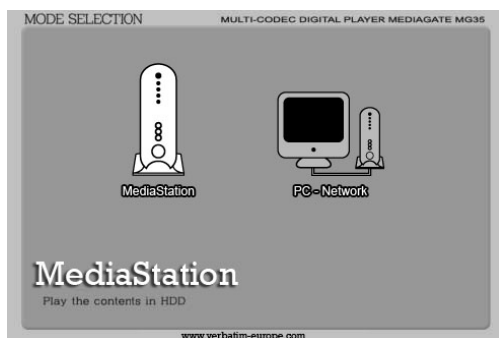 MODE SELECTION
MULTI-CODEC DIGITAL PLAYER MEDIAGATE MG35
MediaStation
PC - Network
MediaStation
Play the contents in HDD
www.verbatim-europe.com